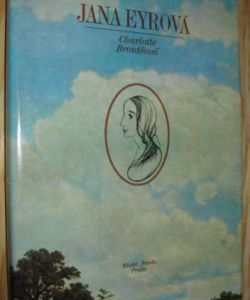 JANA EYROVÁ
Charlotte
Brontëová
Mladá fronta
Praha